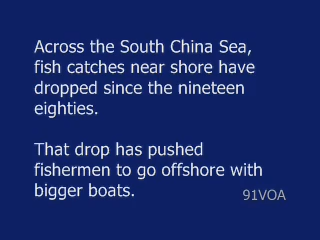 Across the South China Sea,
fish catches near shore have
dropped since the nineteen
eighties.
That drop has pushed
fishermen to go offshore with
bigger boats.
91VOA